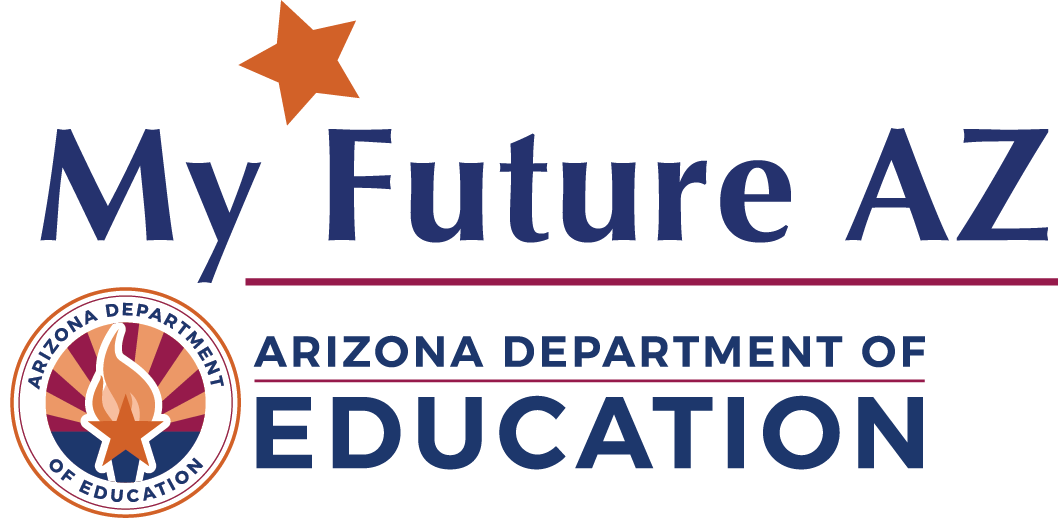 My Future AZ
ARIZONA DEPARTMENT
OF EDUCATION
ARIZONA DEPARTMENT OF
EDUCATION